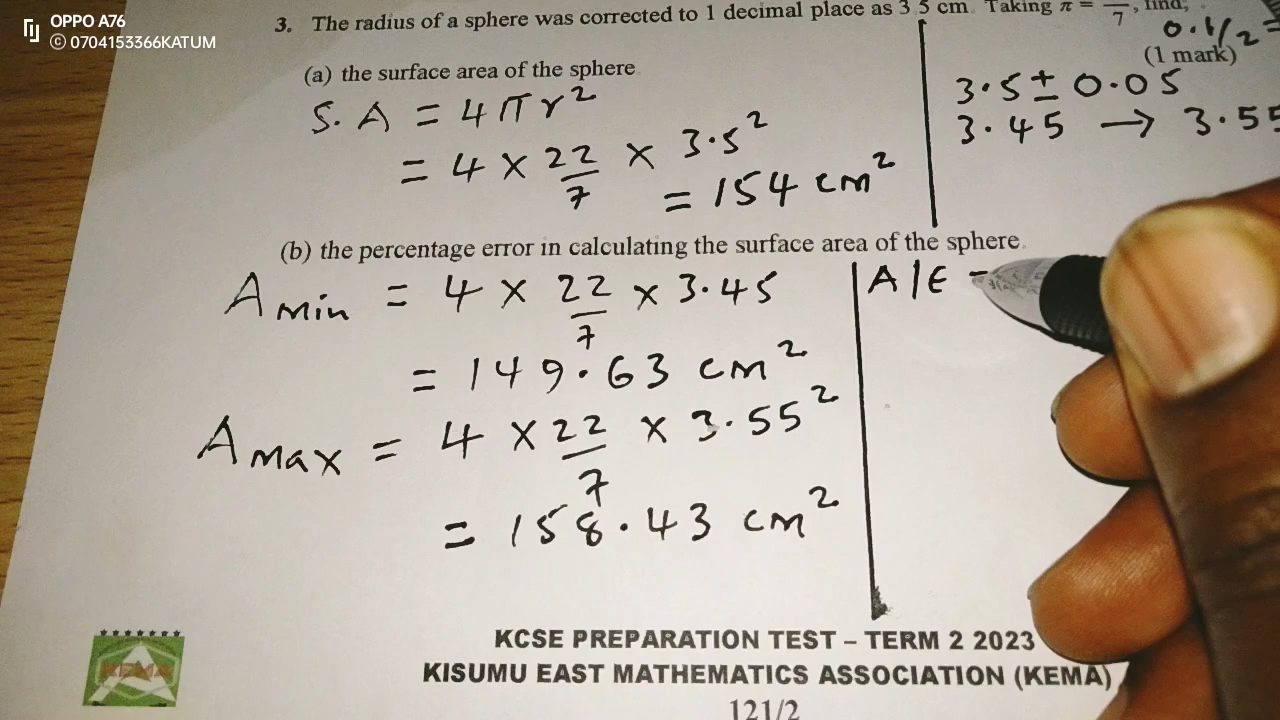 OPPO A76
© 0704153366KATUM
3. The radius of a sphere was corrected to 1 decimal place as 3 5 cm. Taking π = —/7, find;
0.1/2 =
(a) the surface area of the sphere
(1 mark)
S.A = 4πr²
= 4 × 22/7 × 3.5²
= 154 cm²
3.5 ± 0.05
3.45 → 3.55
(b) the percentage error in calculating the surface area of the sphere.
A min = 4 × 22/7 × 3.45
= 149.63 cm²
A max = 4 × 22/7 × 3.55²
= 158.43 cm²
A/E =
KEMA
KCSE PREPARATION TEST – TERM 2 2023
KISUMU EAST MATHEMATICS ASSOCIATION (KEMA)
121/2